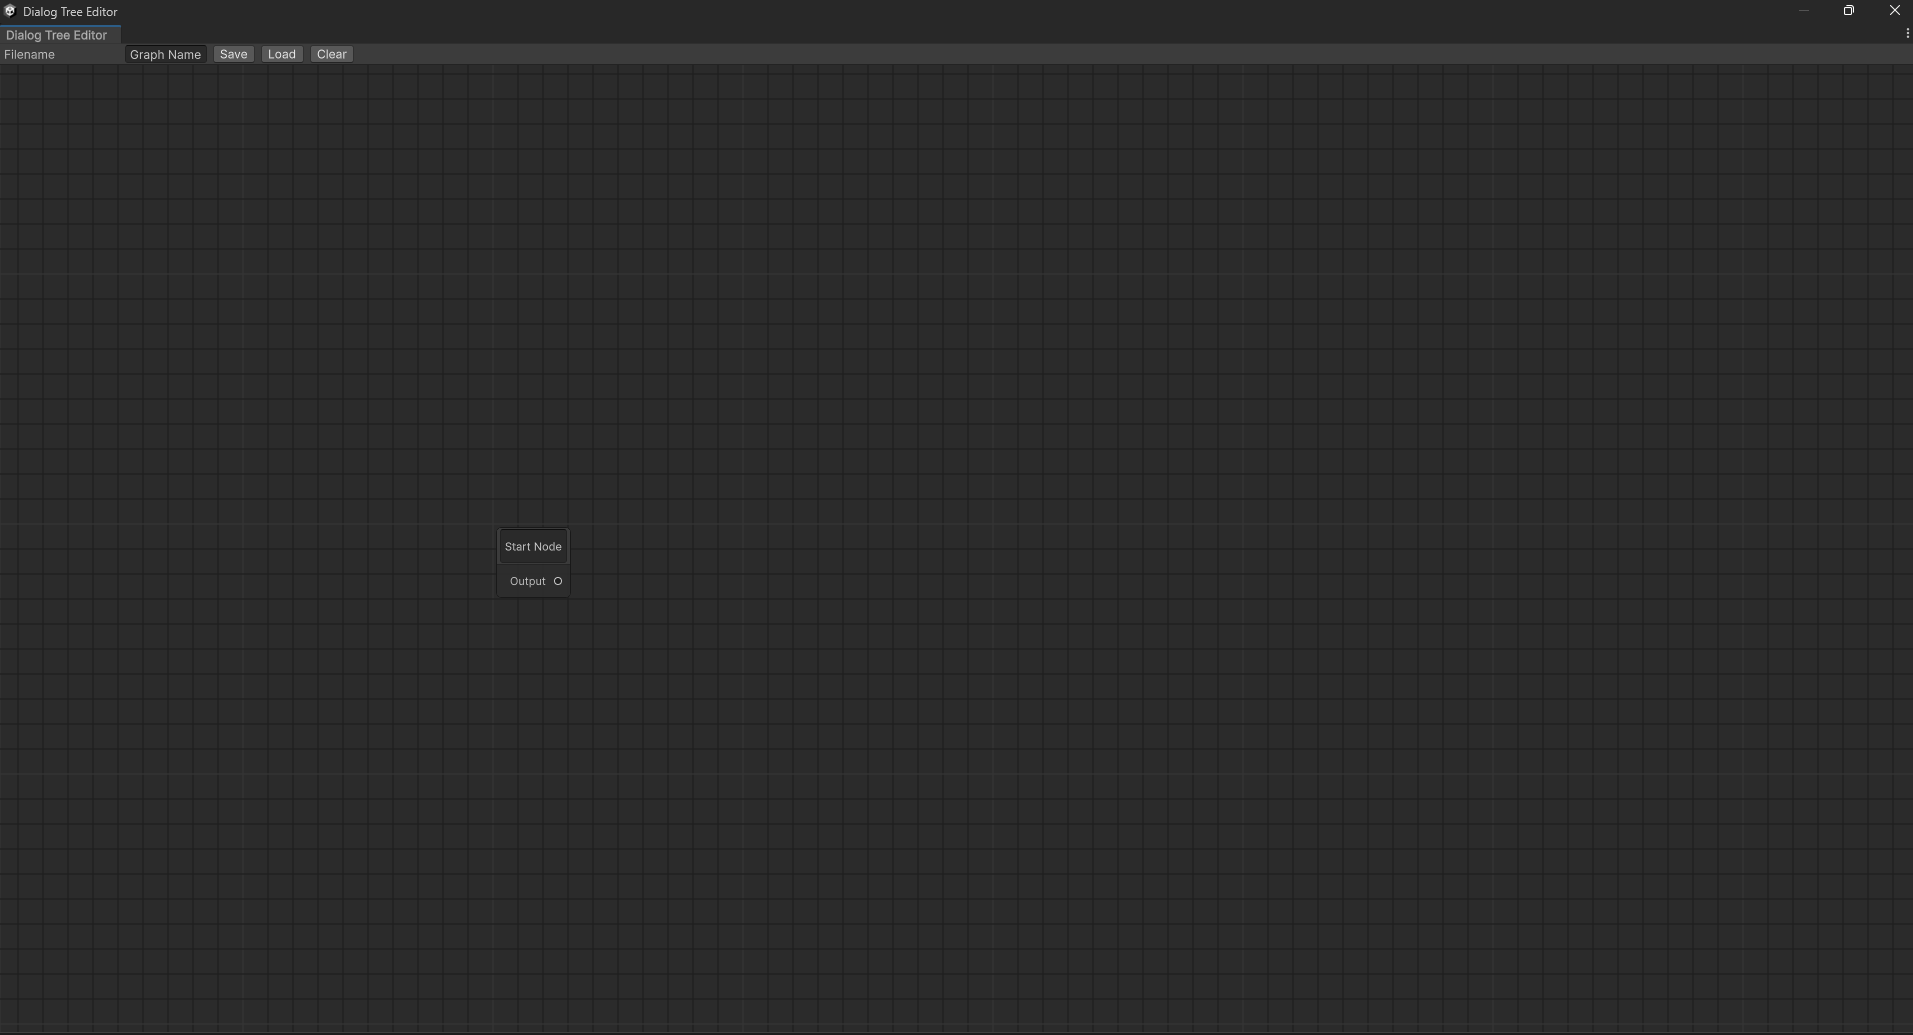 Dialog Tree Editor
Dialog Tree Editor
Filename Graph Name Save Load Clear
Start Node
Output